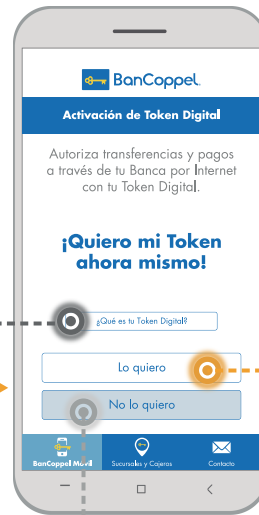 BanCoppel.
Activación de Token Digital
Autoriza transferencias y pagos
a través de tu Banca por Internet
con tu Token Digital.
¡Quiero mi Token
ahora mismo!
¿Qué es tu Token Digital?
Lo quiero
No lo quiero
BanCoppel Móvil Sucursales y Cajeros Contacto